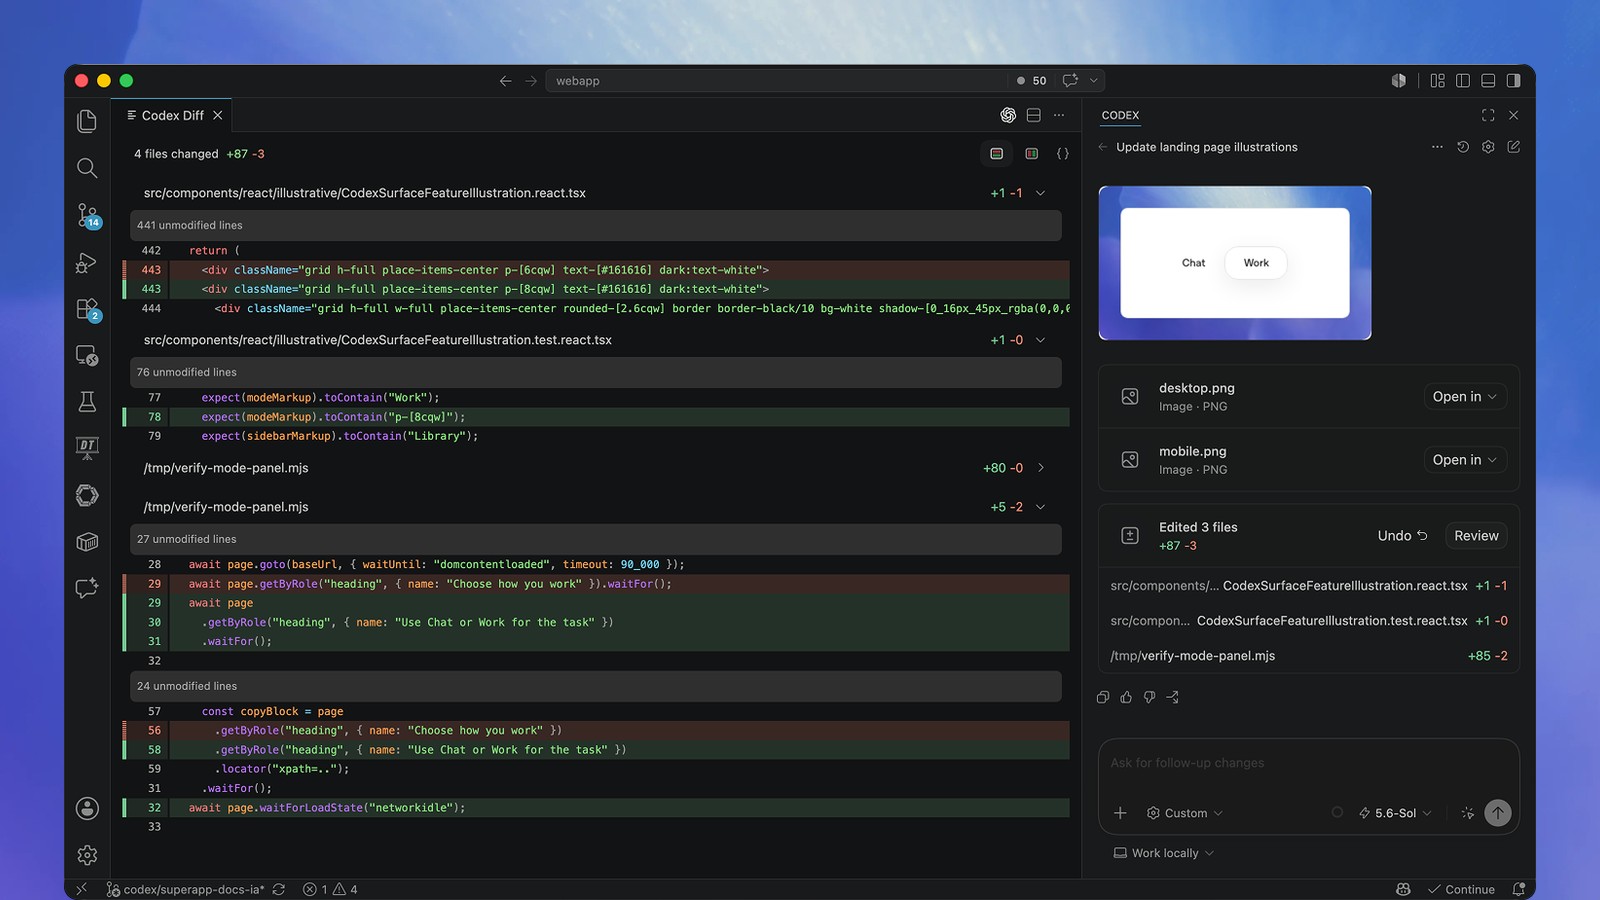 webapp
50
Codex Diff
4 files changed +87 -3
src/components/react/illustrative/CodexSurfaceFeatureIllustration.react.tsx +1 -1
441 unmodified lines
442 return (
443 <div className="grid h-full place-items-center p-[6cqw] text-[#161616] dark:text-white">
443 <div className="grid h-full place-items-center p-[8cqw] text-[#161616] dark:text-white">
444 <div className="grid h-full w-full place-items-center rounded-[2.6cqw] border border-black/10 bg-white shadow-[0_16px_45px_rgba(0,0,0
src/components/react/illustrative/CodexSurfaceFeatureIllustration.test.react.tsx +1 -0
76 unmodified lines
77 expect(modeMarkup).toContain("Work");
78 expect(modeMarkup).toContain("p-[8cqw]");
79 expect(sidebarMarkup).toContain("Library");
/tmp/verify-mode-panel.mjs +80 -0
/tmp/verify-mode-panel.mjs +5 -2
27 unmodified lines
28 await page.goto(baseUrl, { waitUntil: "domcontentloaded", timeout: 90_000 });
29 await page.getByRole("heading", { name: "Choose how you work" }).waitFor();
29 await page
30 .getByRole("heading", { name: "Use Chat or Work for the task" })
31 .waitFor();
32
24 unmodified lines
57 const copyBlock = page
56 .getByRole("heading", { name: "Choose how you work" })
58 .getByRole("heading", { name: "Use Chat or Work for the task" })
59 .locator("xpath=..");
31 .waitFor();
32 await page.waitForLoadState("networkidle");
33
14
2
DT
CODEX
Update landing page illustrations
Chat Work
desktop.png
Image · PNG
Open in
mobile.png
Image · PNG
Open in
Edited 3 files
+87 -3
Undo Review
src/components/... CodexSurfaceFeatureIllustration.react.tsx +1 -1
src/compon... CodexSurfaceFeatureIllustration.test.react.tsx +1 -0
/tmp/verify-mode-panel.mjs +85 -2
Ask for follow-up changes
Custom 5.6-Sol
Work locally
codex/superapp-docs-ia* 1 4
Continue